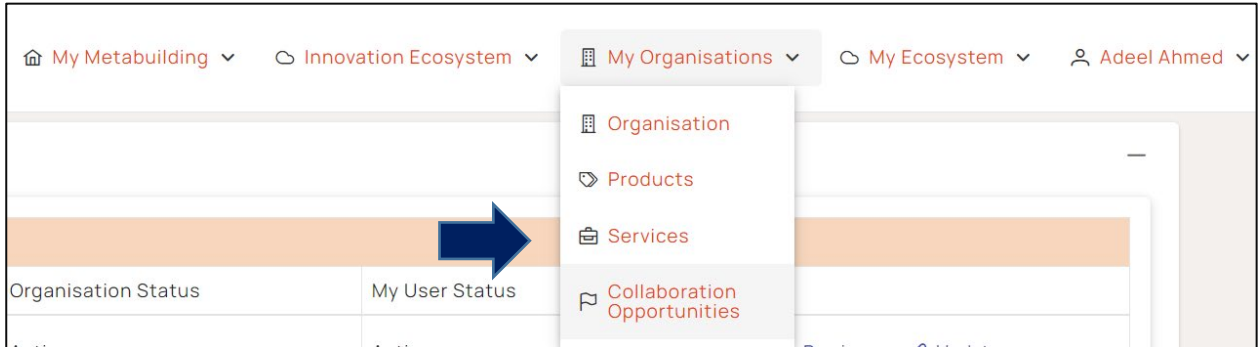 My Metabuilding Innovation Ecosystem My Organisations My Ecosystem Adeel Ahmed
Organisation
Products
Services
Organisation Status My User Status
Collaboration
Opportunities